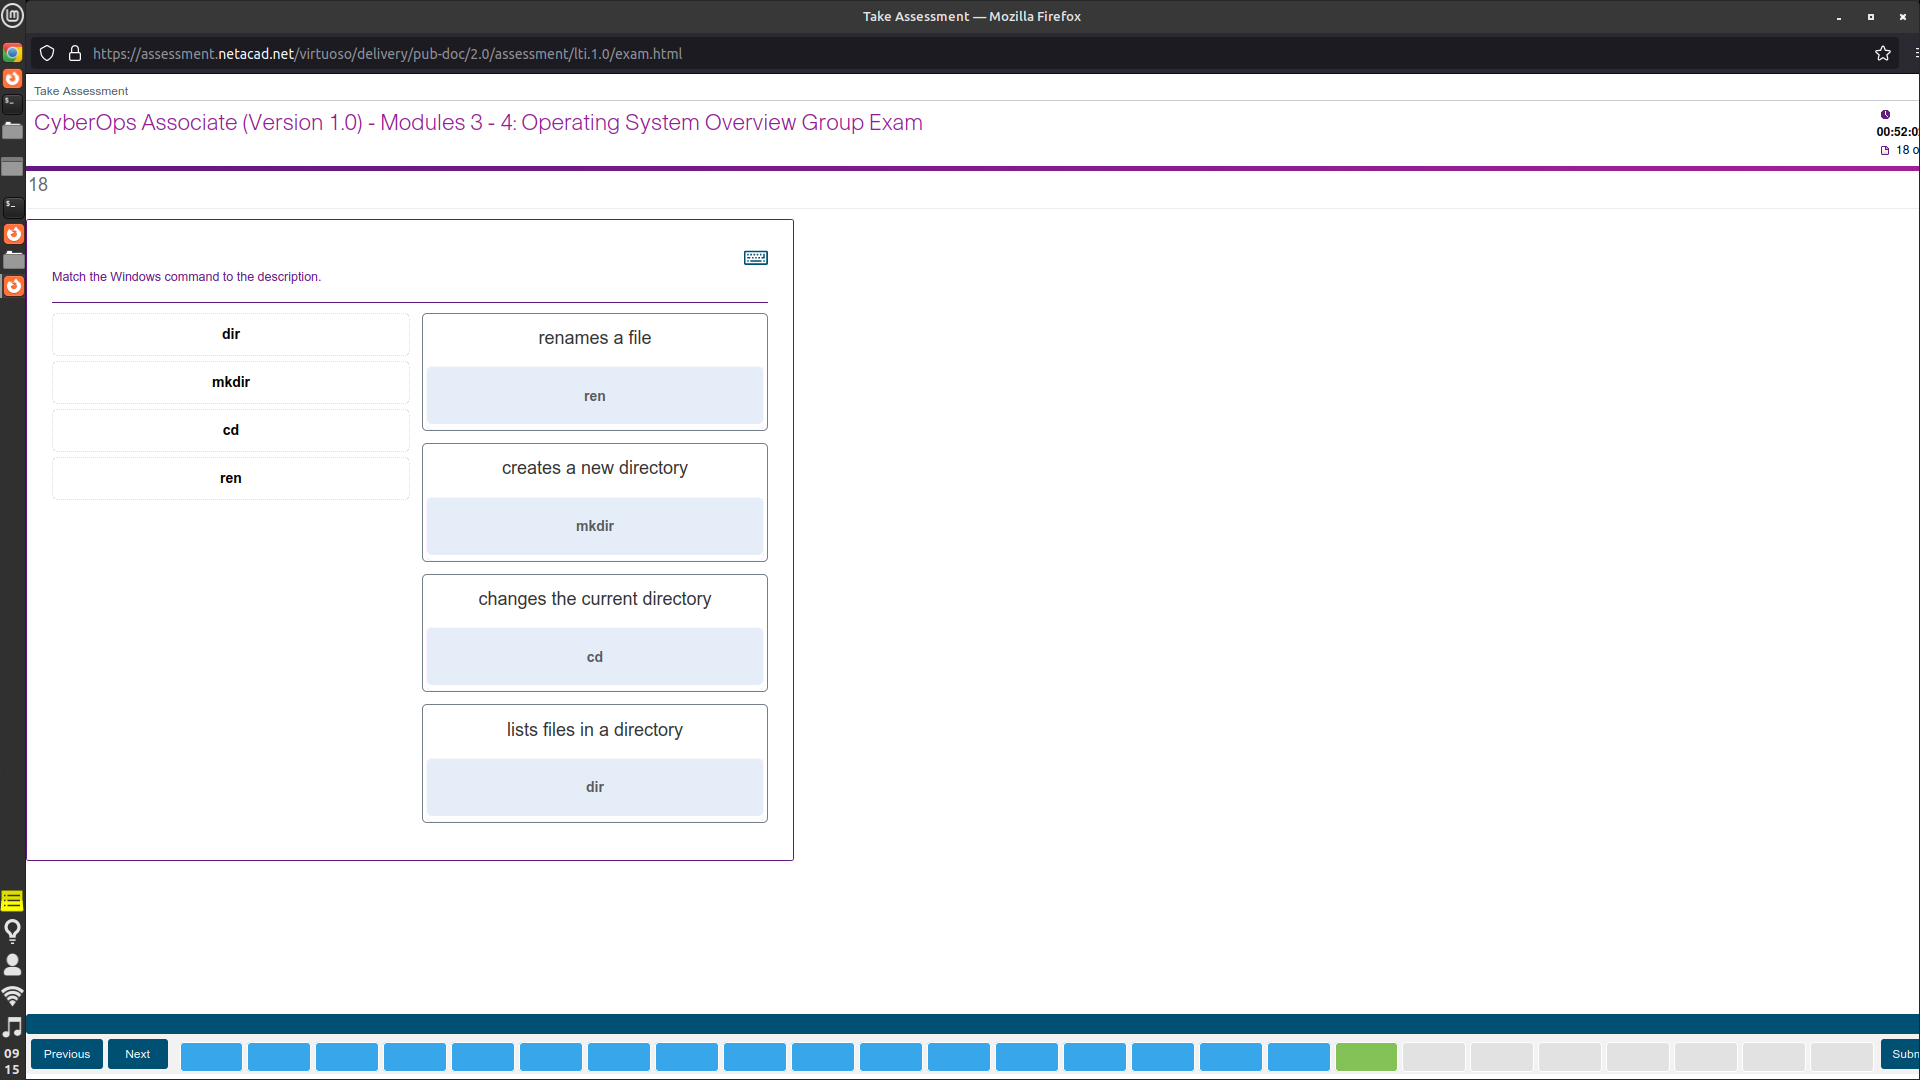 Take Assessment — Mozilla Firefox
https://assessment.netacad.net/virtuoso/delivery/pub-doc/2.0/assessment/lti.1.0/exam.html
Take Assessment
CyberOps Associate (Version 1.0) - Modules 3 - 4: Operating System Overview Group Exam
00:52:0
18 o
18
Match the Windows command to the description.
dir
mkdir
cd
ren
renames a file
ren
creates a new directory
mkdir
changes the current directory
cd
lists files in a directory
dir
09
15
Previous
Next
Subm